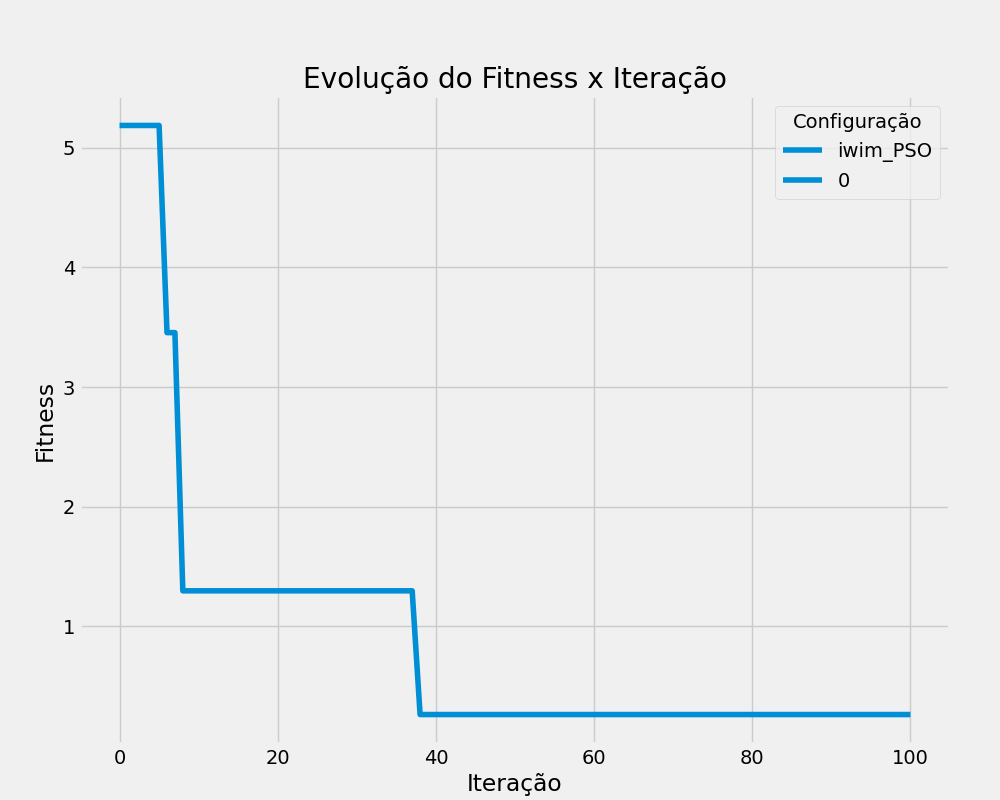 Evolução do Fitness x Iteração
Configuração
iwim_PSO
0
5
4
3
2
1
Fitness
0 20 40 60 80 100
Iteração